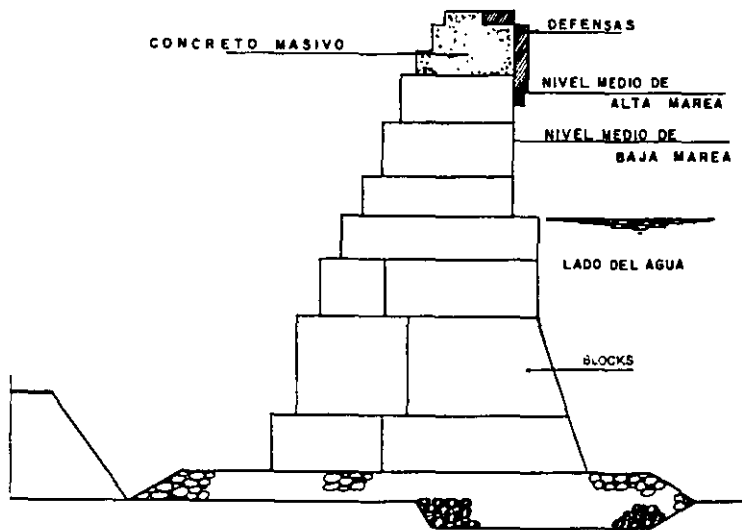 DEFENSAS
CONCRETO MASIVO
NIVEL MEDIO DE
ALTA MAREA
NIVEL MEDIO DE
BAJA MAREA
LADO DEL AGUA
BLOCKS